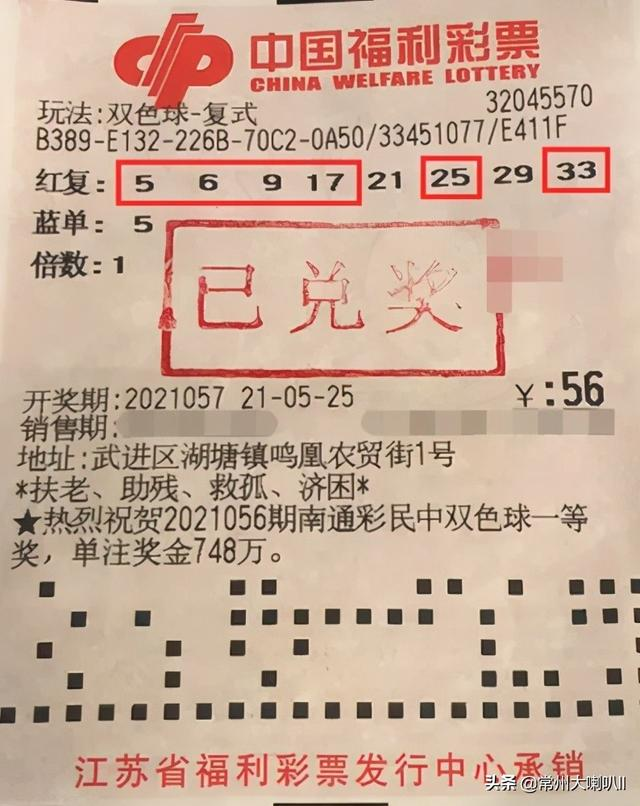 中国福利彩票
CHINA WELFARE LOTTERY
玩法:双色球-复式 32045570
B389-E132-226B-70C2-0A50/33451077/E411F
红复: 5 6 9 17 21 25 29 33
蓝单: 5
倍数:1
已兑奖
开奖期:2021057 21-05-25 ¥:56
销售期:
地址:武进区湖塘镇鸣凰农贸街1号
*扶老、助残、救孤、济困*
★热烈祝贺2021056期南通彩民中双色球一等
奖，单注奖金748万。
江苏省福利彩票发行中心承销
头条 @常州大喇叭II